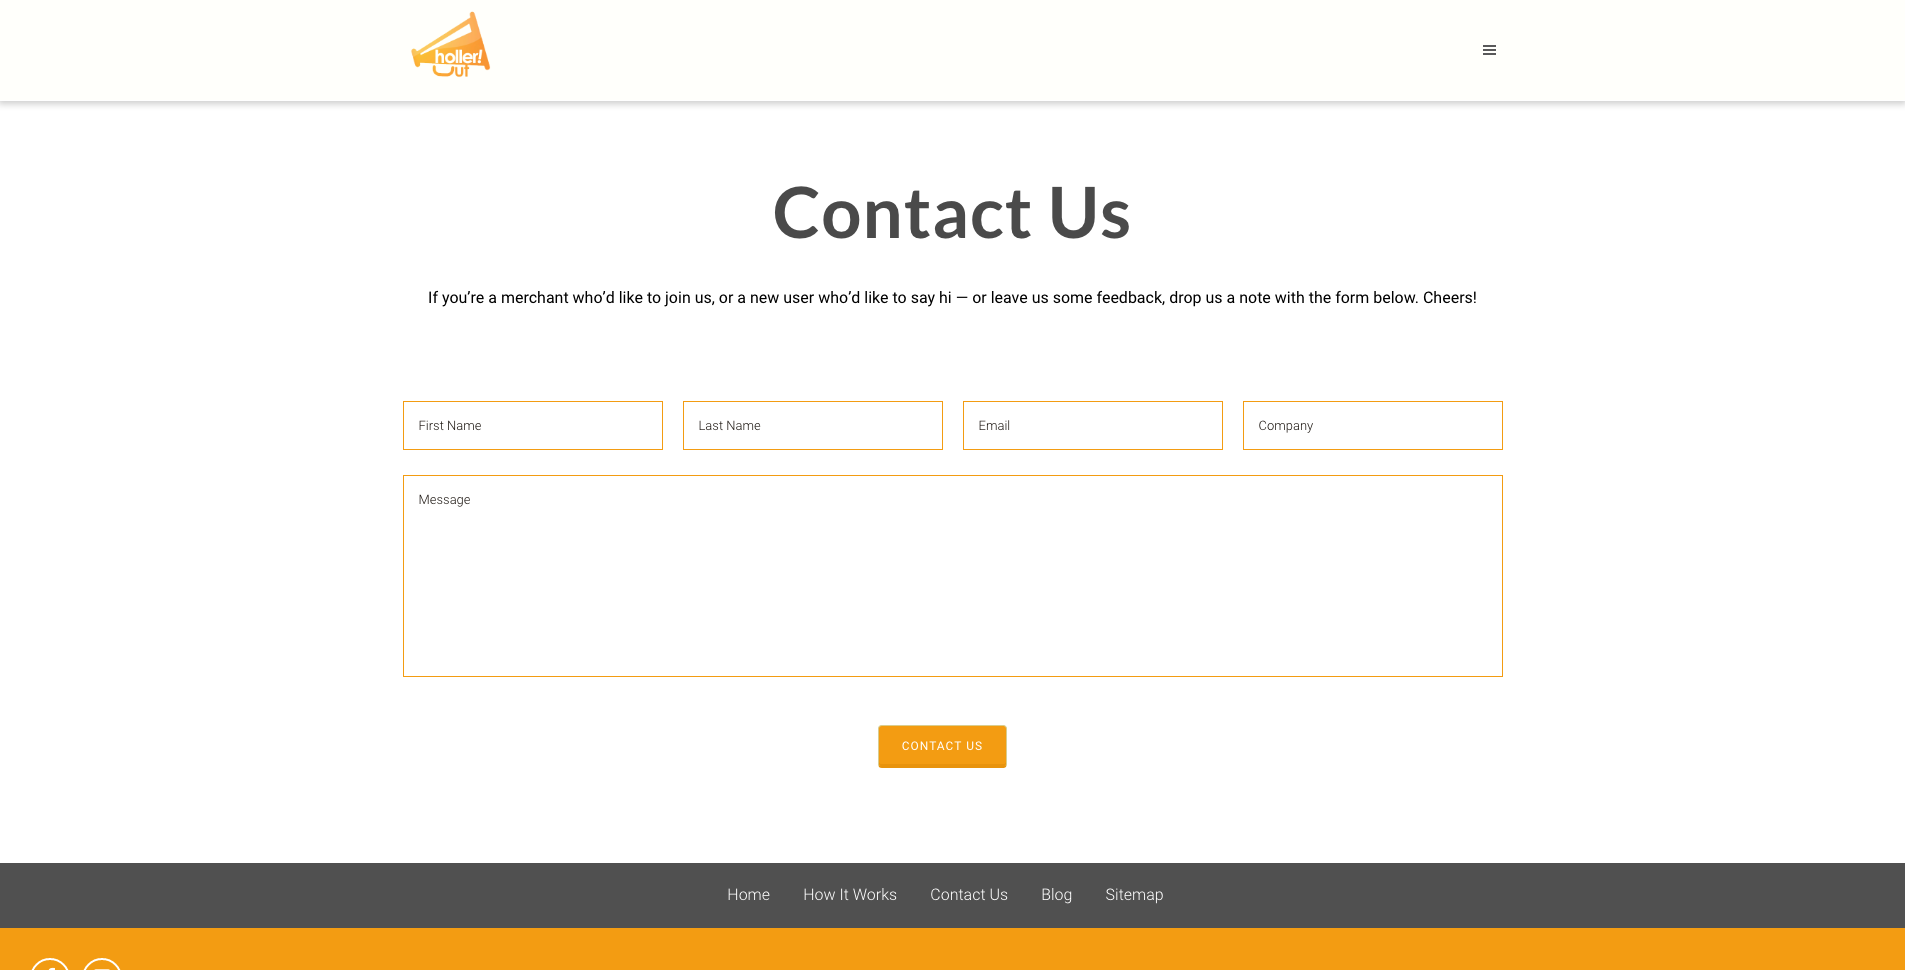 holler!
Out
Contact Us
If you’re a merchant who’d like to join us, or a new user who’d like to say hi — or leave us some feedback, drop us a note with the form below. Cheers!
First Name
Last Name
Email
Company
Message
CONTACT US
Home
How It Works
Contact Us
Blog
Sitemap